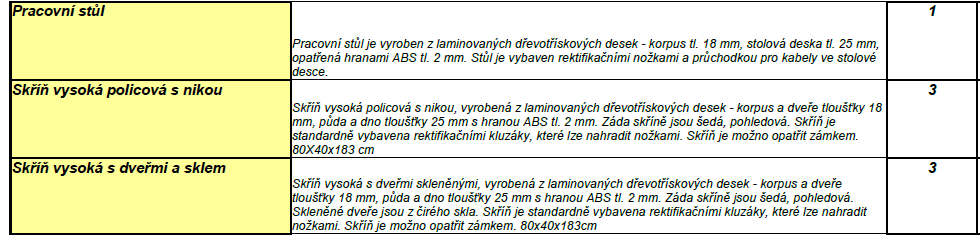 Pracovní stůl
1
Pracovní stůl je vyroben z laminovaných dřevotřískových desek - korpus tl. 18 mm, stolová deska tl. 25 mm,
opatřená hranami ABS tl. 2 mm. Stůl je vybaven rektifikačními nožkami a průchodkou pro kabely ve stolové
desce.
Skříň vysoká policová s nikou
3
Skříň vysoká policová s nikou, vyrobená z laminovaných dřevotřískových desek - korpus a dveře tloušťky 18
mm, půda a dno tloušťky 25 mm s hranou ABS tl. 2 mm. Záda skříně jsou šedá, pohledová. Skříň je
standardně vybavena rektifikačními kluzáky, které lze nahradit nožkami. Skříň je možno opatřit zámkem.
80X40x183 cm
Skříň vysoká s dveřmi a sklem
3
Skříň vysoká s dveřmi skleněnými, vyrobená z laminovaných dřevotřískových desek - korpus a dveře
tloušťky 18 mm, půda a dno tloušťky 25 mm s hranou ABS tl. 2 mm. Záda skříně jsou šedá, pohledová.
Skleněné dveře jsou z čirého skla. Skříň je standardně vybavena rektifikačními kluzáky, které lze nahradit
nožkami. Skříň je možno opatřit zámkem. 80x40x183cm